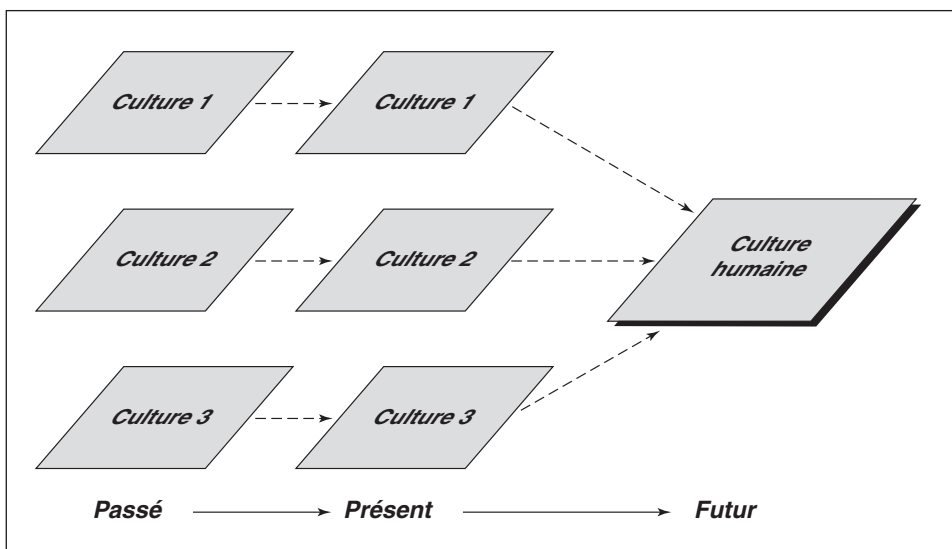 Culture 1
Culture 1
Culture 2
Culture 2
Culture
humaine
Culture 3
Culture 3
Passé
Présent
Futur